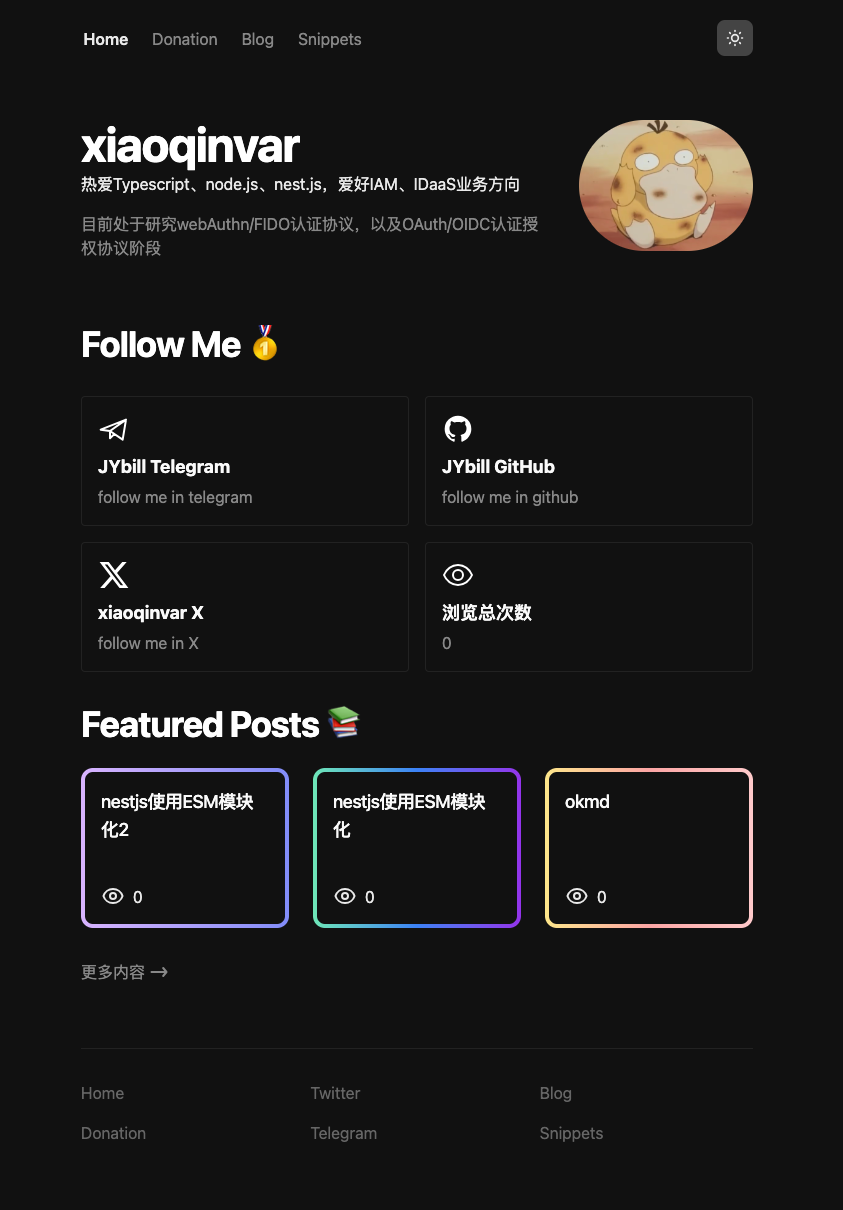 Home Donation Blog Snippets
xiaoqinvar
热爱Typescript、node.js、nest.js，爱好IAM、IDaaS业务方向
目前处于研究webAuthn/FIDO认证协议，以及OAuth/OIDC认证授
权协议阶段
Follow Me 🥇
JYbill Telegram
follow me in telegram
JYbill GitHub
follow me in github
xiaoqinvar X
follow me in X
浏览总次数
0
Featured Posts 📚
nestjs使用ESM模块
化2
0
nestjs使用ESM模块
化
0
okmd
0
更多内容 →
Home Twitter Blog
Donation Telegram Snippets